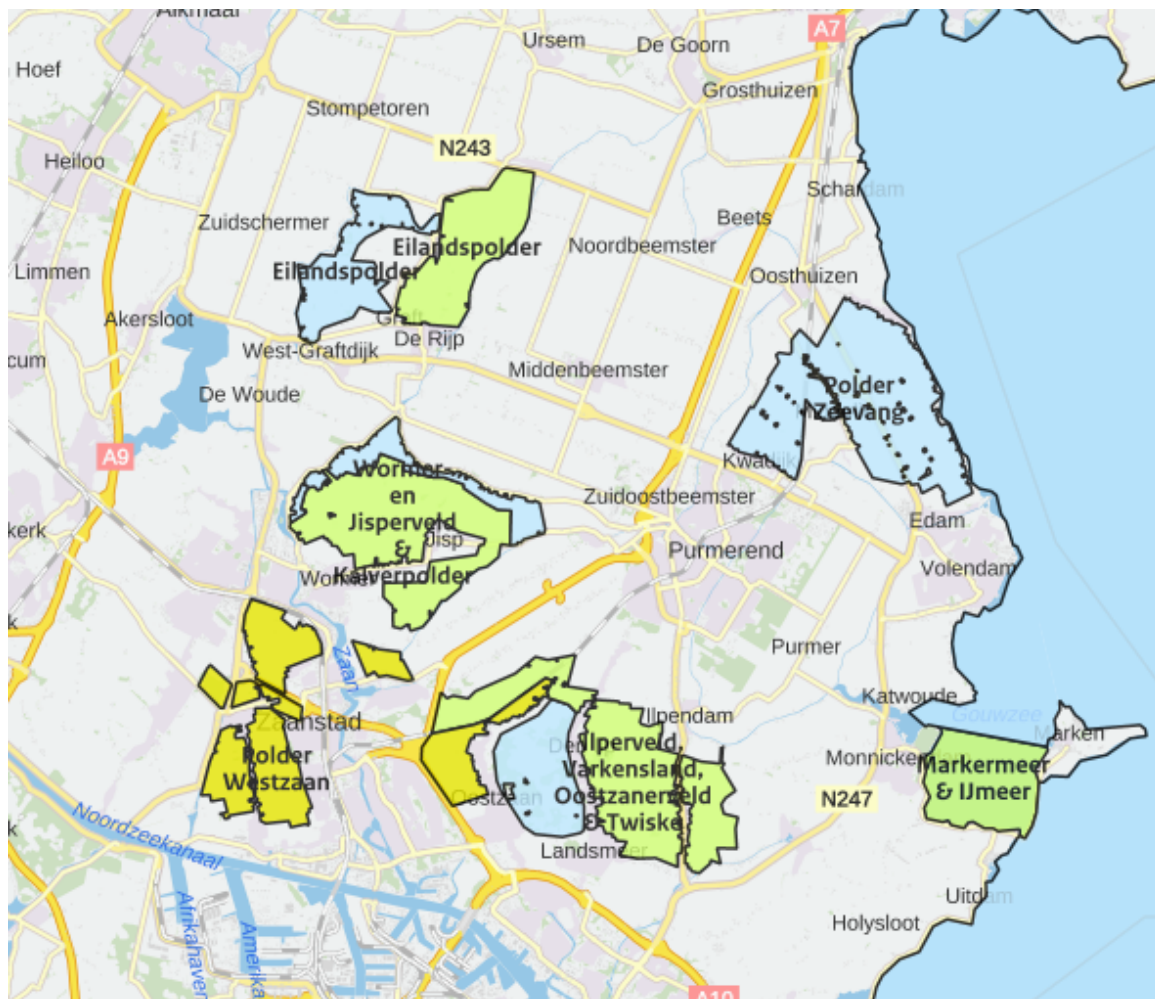 Alkmaar
Ursem
De Goorn
A7
Hoef
Grosthuizen
Stompetoren
N243
Heiloo
Schardam
Zuidschermer
Beets
Noordbeemster
Eilandspolder
Eilandspolder
Limmen
Oosthuizen
Akersloot
Graft
De Rijp
West-Graftdijk
cum
Middenbeemster
De Woude
Polder
Zeevang
A9
Kwadijk
Wormer-
en
Jisperveld
&
Kalverpolder
Zuidoostbeemster
Edam
kerk
Jisp
Purmerend
Volendam
Wormer
k
Zaan
Purmer
Katwoude
Zaanstad
Ilpendam
Gouwzee
Marken
Polder
Westzaan
Ilperveld,
Varkensland,
Oostzanerveld
& Twiske
Den
Monnickendam
Markermeer
& IJmeer
Oostzaan
N247
Noordzeekanaal
k
Landsmeer
Uitdam
Afrikahaven
Amerika
Holysloot
A10